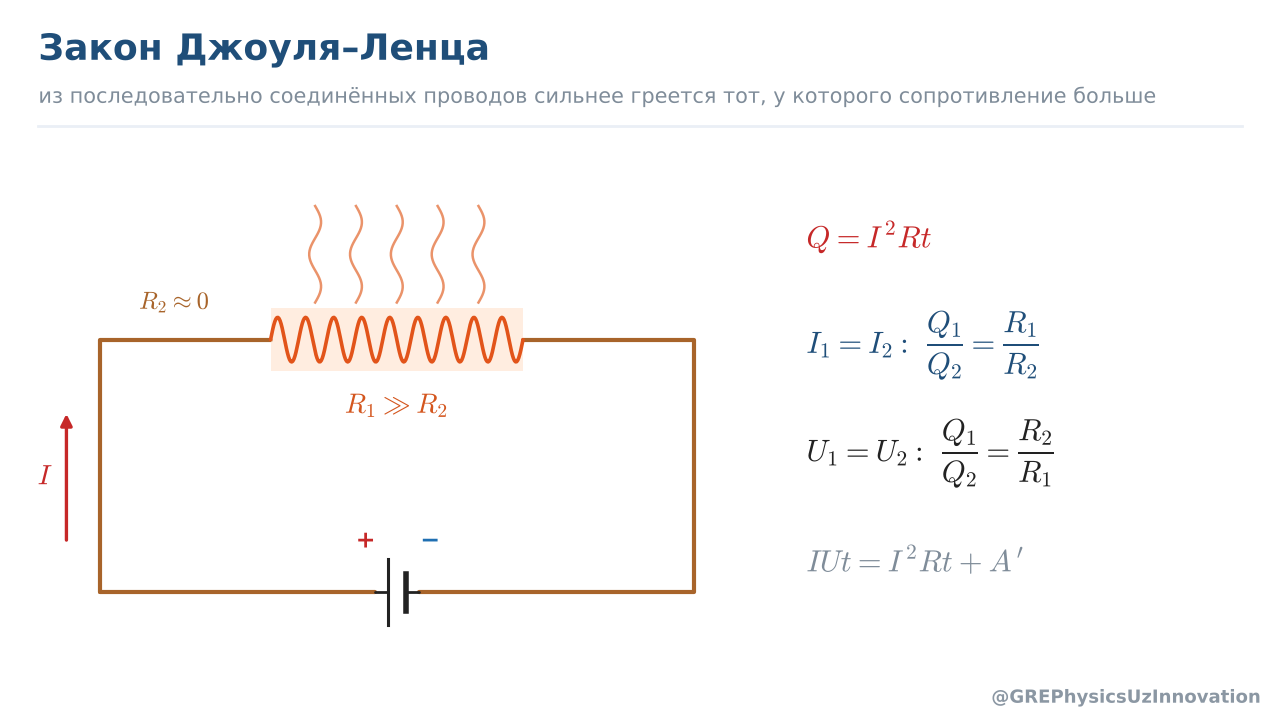 Закон Джоуля–Ленца
из последовательно соединённых проводов сильнее греется тот, у которого сопротивление больше
R₂ ≈ 0
R₁ ≫ R₂
I
+ −
Q = I²Rt
I₁ = I₂ : Q₁/Q₂ = R₁/R₂
U₁ = U₂ : Q₁/Q₂ = R₂/R₁
IUt = I²Rt + A′
@GREPhysicsUzInnovation